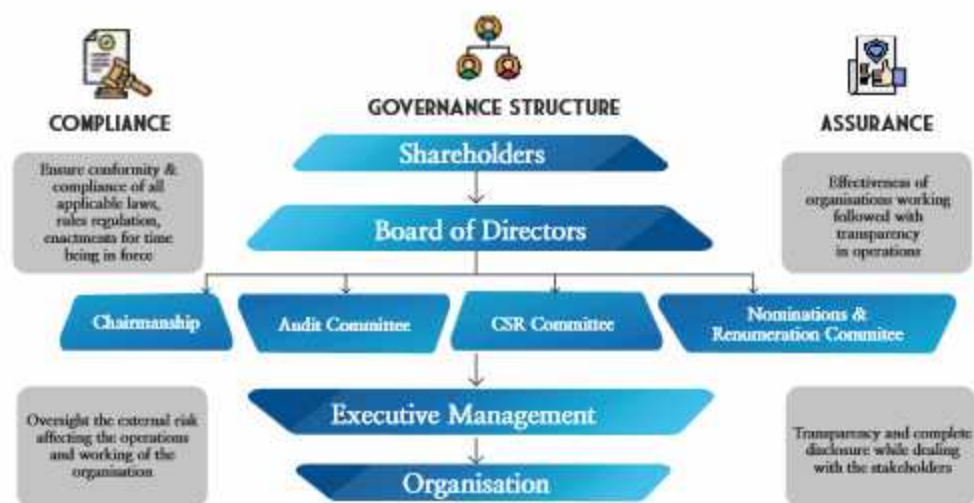 COMPLIANCE
Ensure conformity &
compliance of all
applicable laws,
rules regulation,
enactments for time
being in force
Oversight the external risk
affecting the operations
and working of the
organisation
GOVERNANCE STRUCTURE
Shareholders
Board of Directors
Chairmanship
Audit Committee
CSR Committee
Nominations &
Renumeration Commitee
Executive Management
Organisation
ASSURANCE
Effectiveness of
organisations working
followed with
transparency
in operations
Transparency and complete
disclosure while dealing
with the stakeholders